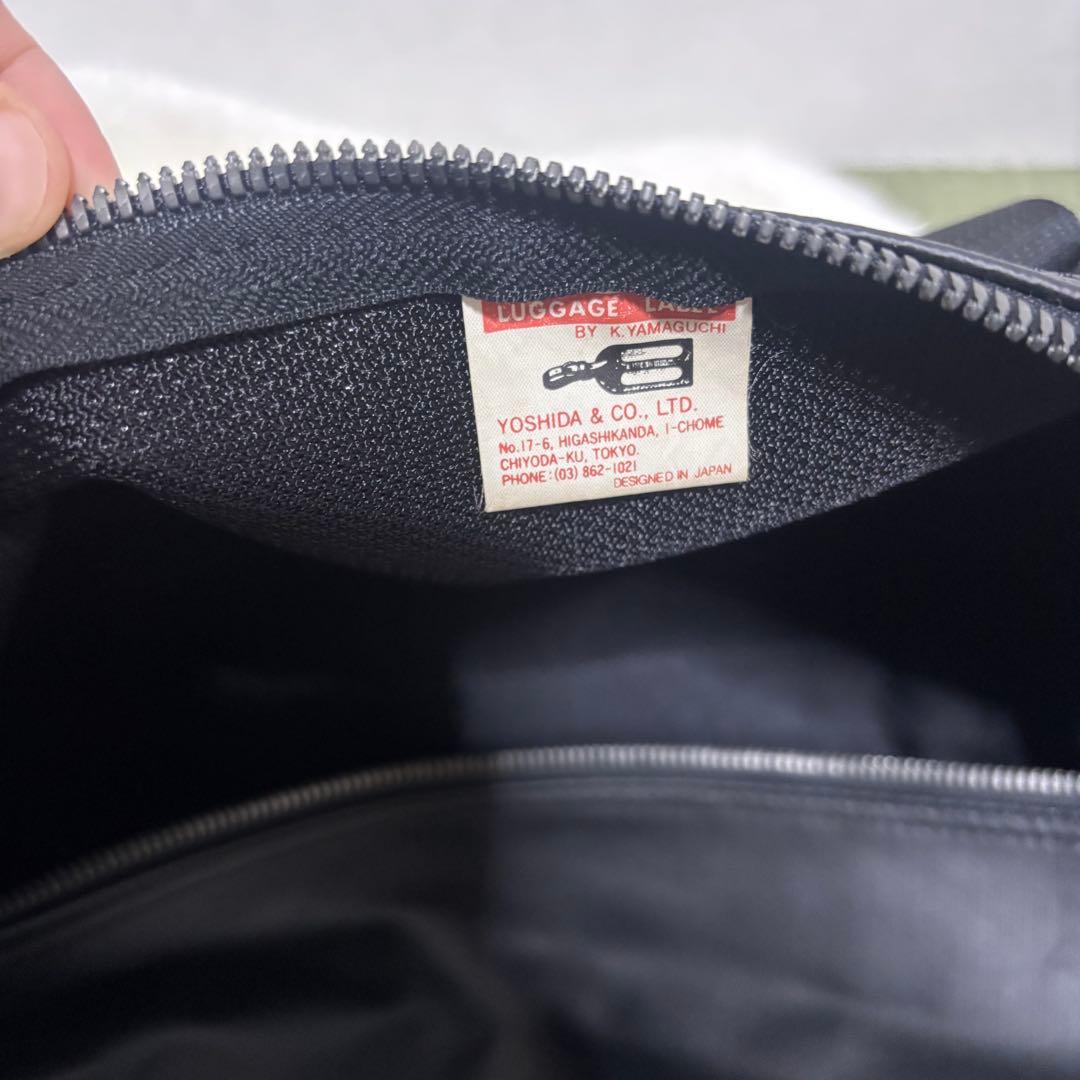 LUGGAGE LABEL
BY K.YAMAGUCHI
YOSHIDA & CO., LTD.
No.17-6, HIGASHIKANDA, 1-CHOME
CHIYODA-KU, TOKYO.
PHONE:(03) 862-1021
DESIGNED IN JAPAN